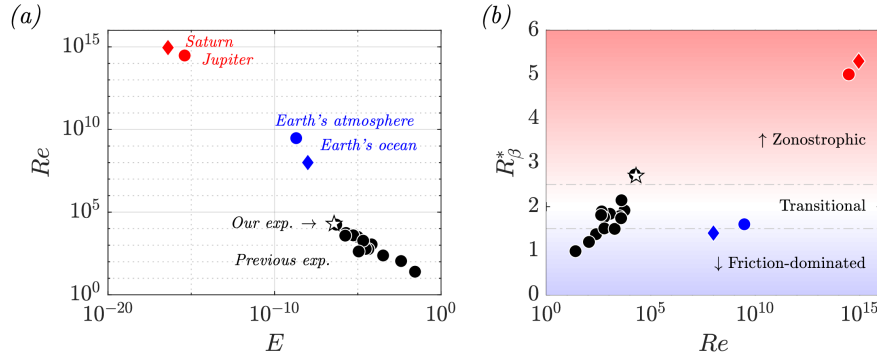 (a)
10^15
10^10
10^5
10^0
Re
Saturn
Jupiter
Earth's atmosphere
Earth's ocean
Our exp. →
Previous exp.
10^−20
10^−10
10^0
E
(b)
6
5
4
3
2
1
0
R*β
↑ Zonostrophic
Transitional
↓ Friction-dominated
10^0
10^5
10^10
10^15
Re